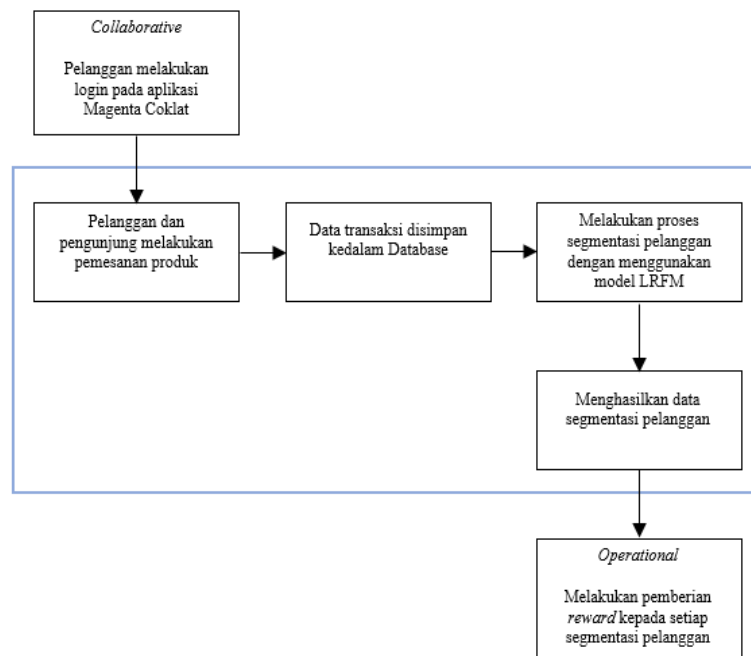 Collaborative
Pelanggan melakukan
login pada aplikasi
Magenta Coklat
Pelanggan dan
pengunjung melakukan
pemesanan produk
Data transaksi disimpan
kedalam Database
Melakukan proses
segmentasi pelanggan
dengan menggunakan
model LRFM
Menghasilkan data
segmentasi pelanggan
Operational
Melakukan pemberian
reward kepada setiap
segmentasi pelanggan